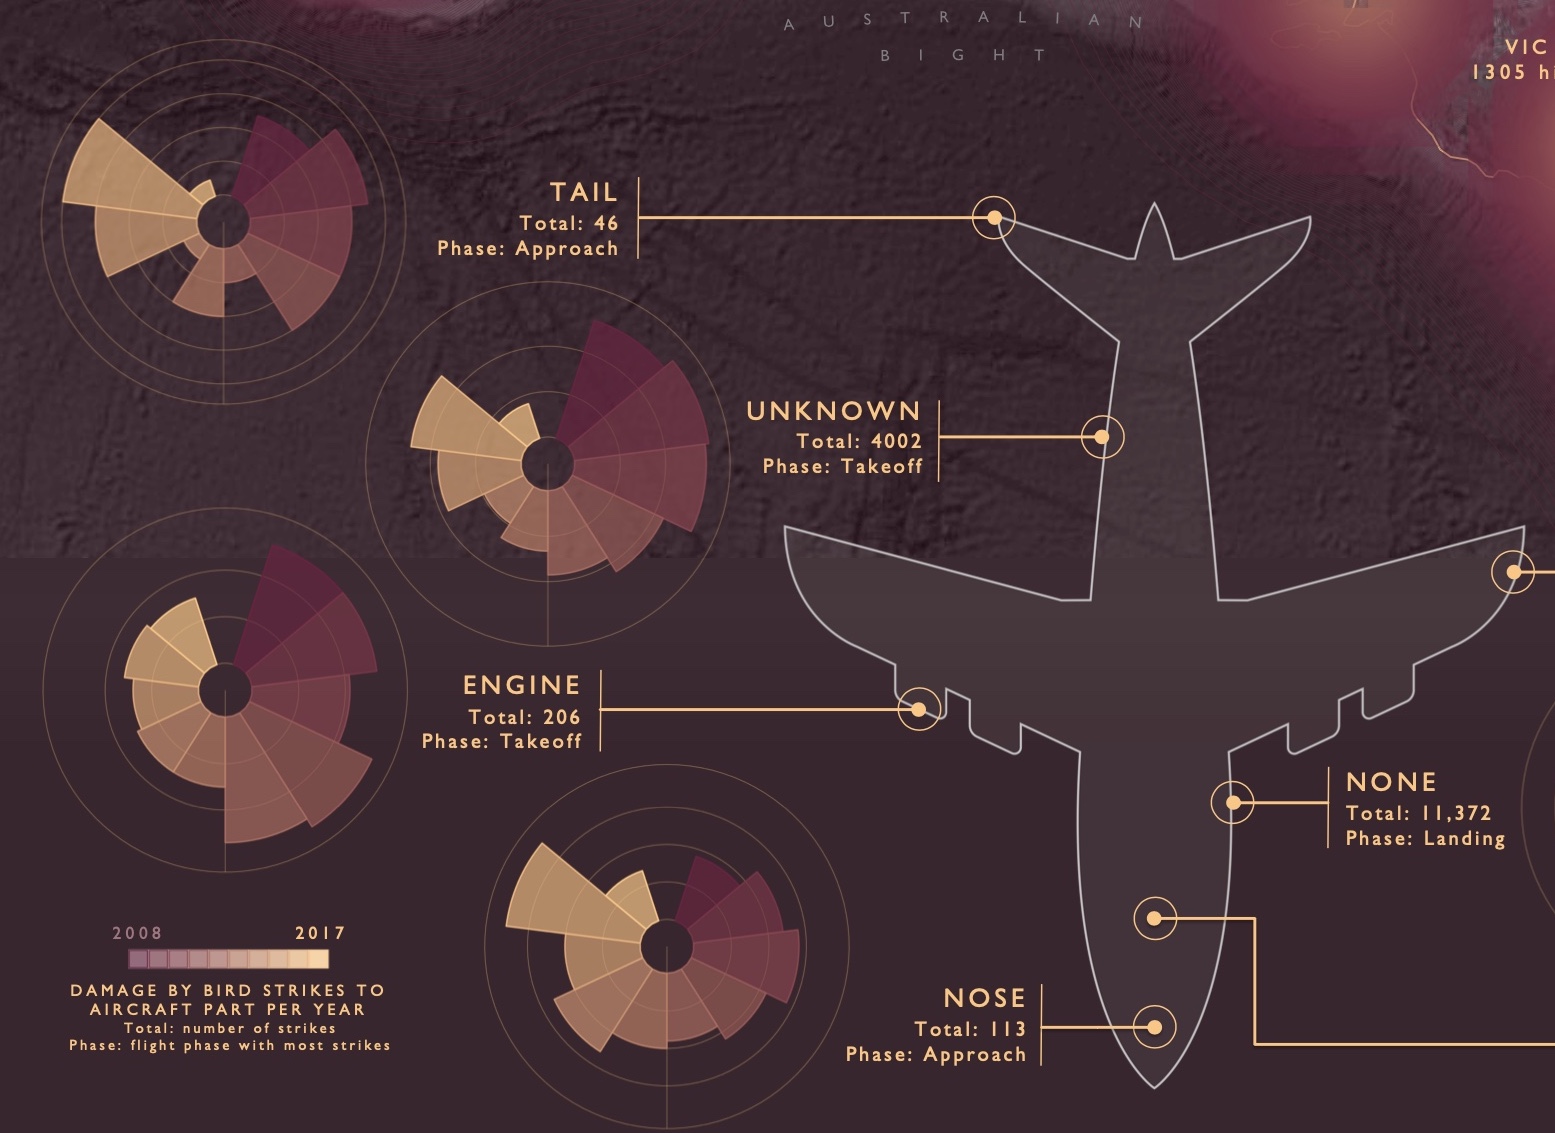 AUSTRALIAN
BIGHT
VIC
1305 hi
TAIL
Total: 46
Phase: Approach
UNKNOWN
Total: 4002
Phase: Takeoff
ENGINE
Total: 206
Phase: Takeoff
NONE
Total: 11,372
Phase: Landing
NOSE
Total: 113
Phase: Approach
2008 2017
DAMAGE BY BIRD STRIKES TO
AIRCRAFT PART PER YEAR
Total: number of strikes
Phase: flight phase with most strikes